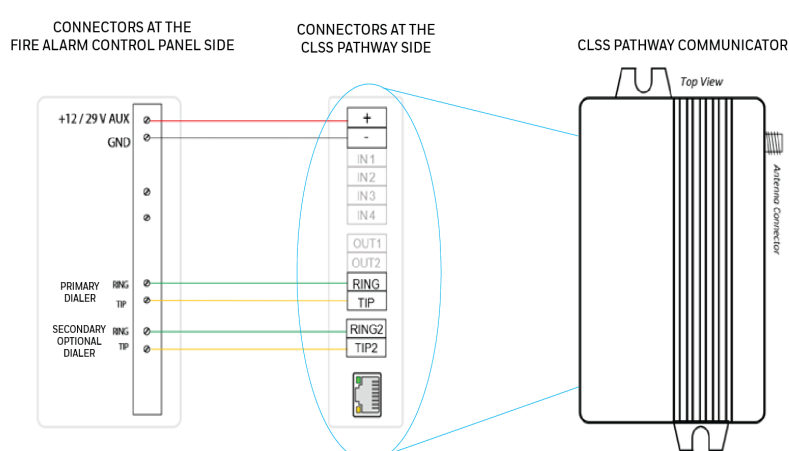 CONNECTORS AT THE
FIRE ALARM CONTROL PANEL SIDE
CONNECTORS AT THE
CLSS PATHWAY SIDE
CLSS PATHWAY COMMUNICATOR
Top View
+12 / 29 V AUX
GND
+
-
IN1
IN2
IN3
IN4
OUT1
OUT2
Antenna Connector
PRIMARY
DIALER
RING
TIP
RING
TIP
SECONDARY
OPTIONAL
DIALER
RING
TIP
RING2
TIP2